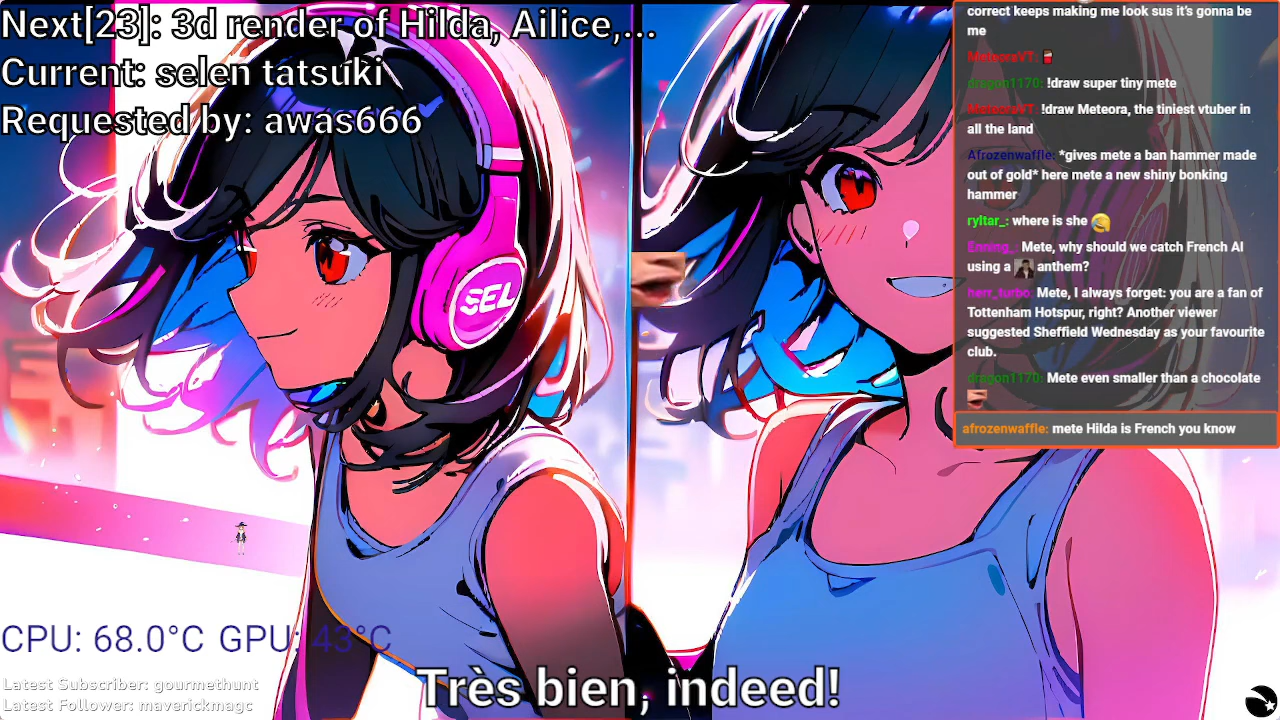 Next[23]: 3d render of Hilda, Ailice,...
Current: selen tatsuki
Requested by: awas666
SEL
correct keeps making me look sus it's gonna be
me
MeteoraVT:
dragon1170: !draw super tiny mete
MeteoraVT: !draw Meteora, the tiniest vtuber in
all the land
Afrozenwaffle: *gives mete a ban hammer made
out of gold* here mete a new shiny bonking
hammer
ryltar_: where is she
Enning_: Mete, why should we catch French AI
using a anthem?
herr_turbo: Mete, I always forget: you are a fan of
Tottenham Hotspur, right? Another viewer
suggested Sheffield Wednesday as your favourite
club.
dragon1170: Mete even smaller than a chocolate
afrozenwaffle: mete Hilda is French you know
CPU: 68.0°C GPU: 43°C
Latest Subscriber: gourmethunt
Latest Follower: maverickmagc
Très bien, indeed!